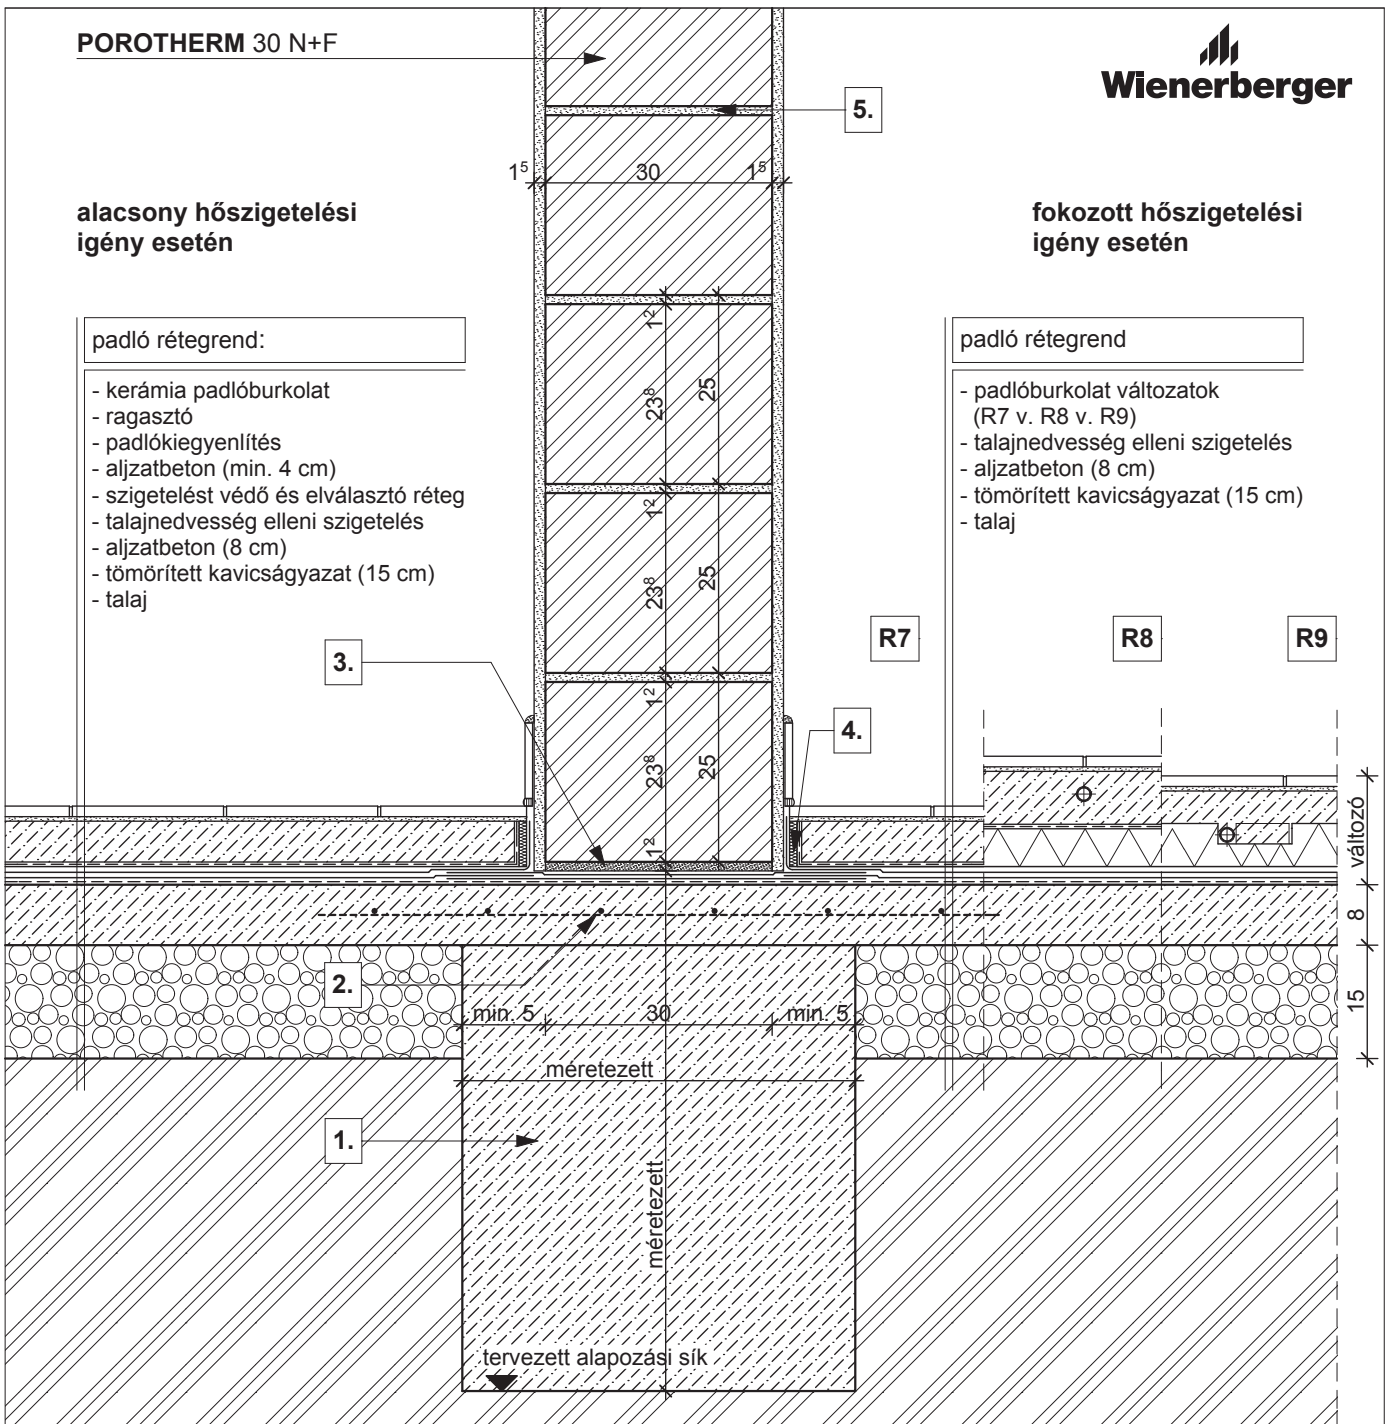 POROTHERM 30 N+F
Wienerberger
5.
1⁵
30
1⁵
alacsony hőszigetelési
igény esetén
fokozott hőszigetelési
igény esetén
padló rétegrend:
- kerámia padlóburkolat
- ragasztó
- padlókiegyenlítés
- aljzatbeton (min. 4 cm)
- szigetelést védő és elválasztó réteg
- talajnedvesség elleni szigetelés
- aljzatbeton (8 cm)
- tömörített kavicságyazat (15 cm)
- talaj
padló rétegrend
- padlóburkolat változatok
(R7 v. R8 v. R9)
- talajnedvesség elleni szigetelés
- aljzatbeton (8 cm)
- tömörített kavicságyazat (15 cm)
- talaj
1²
23⁸
25
1²
23⁸
25
1²
23⁸
25
1²
R7
R8
R9
3.
4.
változó
8
15
2.
min. 5
30
min. 5
méretezett
1.
méretezett
tervezett alapozási sík